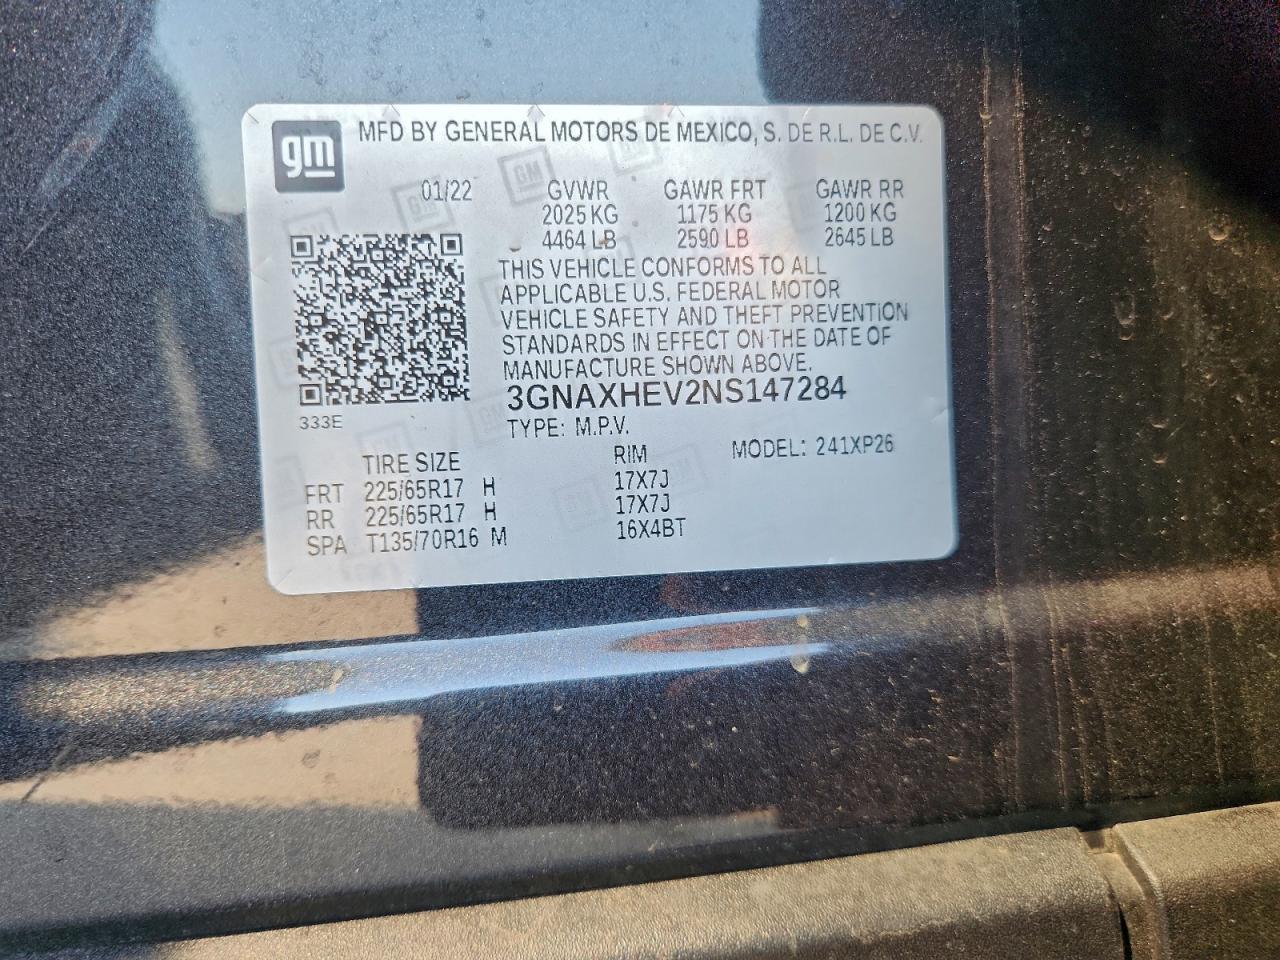 gm
MFD BY GENERAL MOTORS DE MEXICO, S. DE R.L. DE C.V.
01/22 GVWR GAWR FRT GAWR RR
2025 KG 1175 KG 1200 KG
4464 LB 2590 LB 2645 LB
THIS VEHICLE CONFORMS TO ALL
APPLICABLE U.S. FEDERAL MOTOR
VEHICLE SAFETY AND THEFT PREVENTION
STANDARDS IN EFFECT ON THE DATE OF
MANUFACTURE SHOWN ABOVE.
3GNAXHEV2NS147284
333E
TYPE: M.P.V.
MODEL: 241XP26
TIRE SIZE RIM
FRT 225/65R17 H 17X7J
RR 225/65R17 H 17X7J
SPA T135/70R16 M 16X4BT